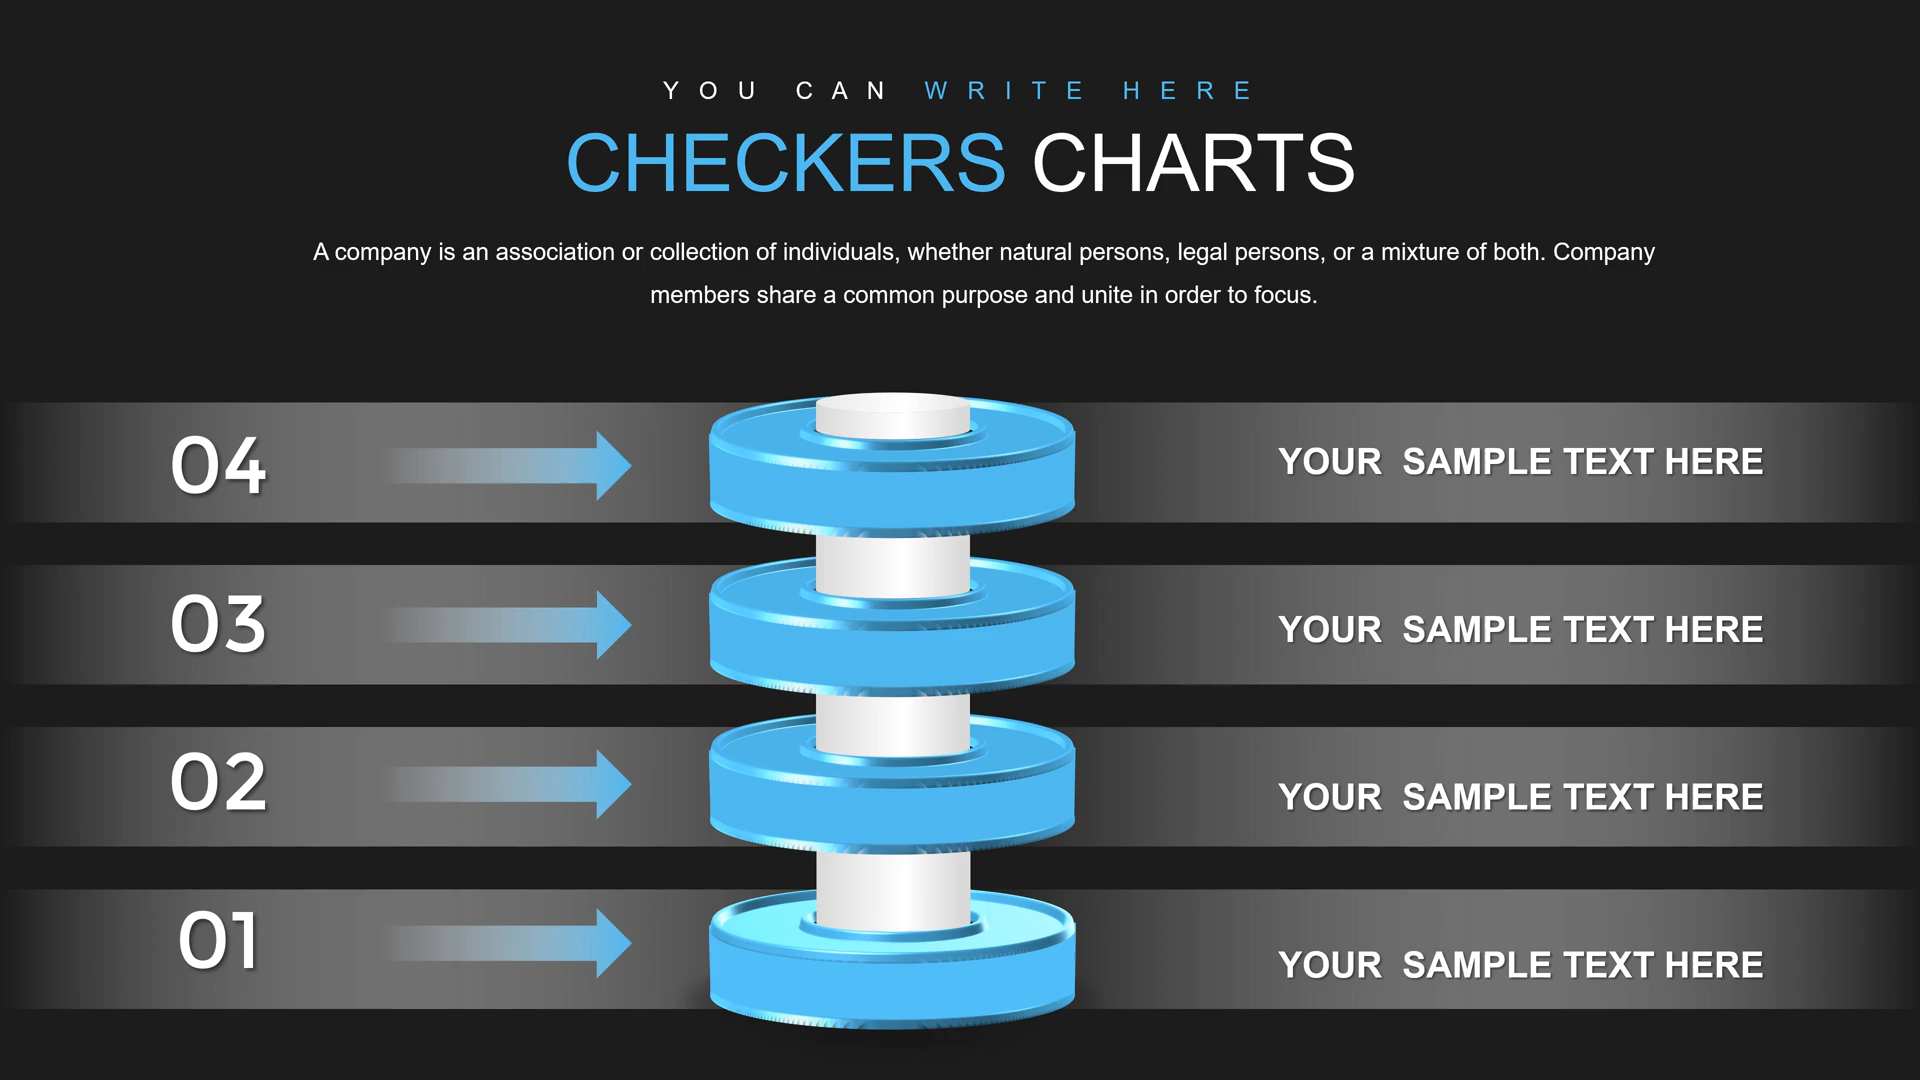 YOU CAN WRITE HERE
CHECKERS CHARTS
A company is an association or collection of individuals, whether natural persons, legal persons, or a mixture of both. Company
members share a common purpose and unite in order to focus.
04
YOUR  SAMPLE TEXT HERE
03
YOUR  SAMPLE TEXT HERE
02
YOUR  SAMPLE TEXT HERE
01
YOUR  SAMPLE TEXT HERE